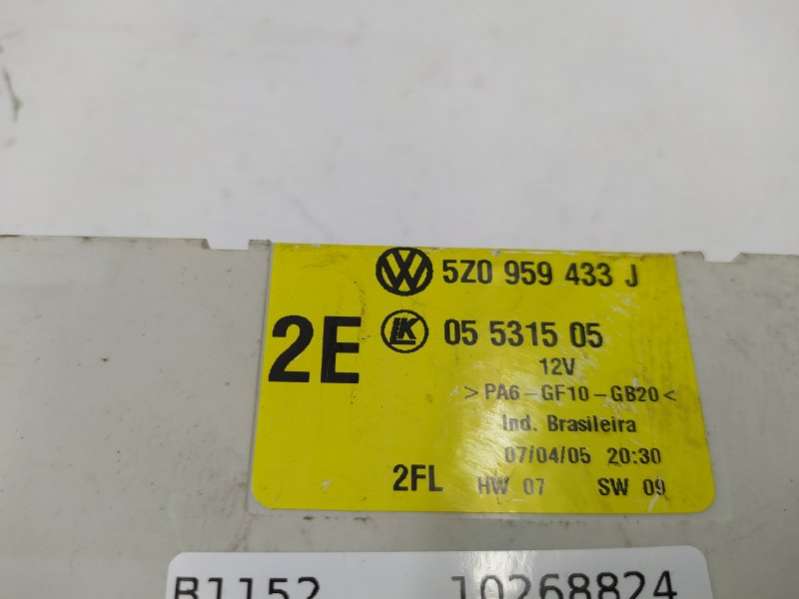 5Z0 959 433 J
2E LK 05 5315 05
12V
>PA6-GF10-GB20<
Ind. Brasileira
07/04/05 20:30
2FL HW 07 SW 09
B1152 10268824